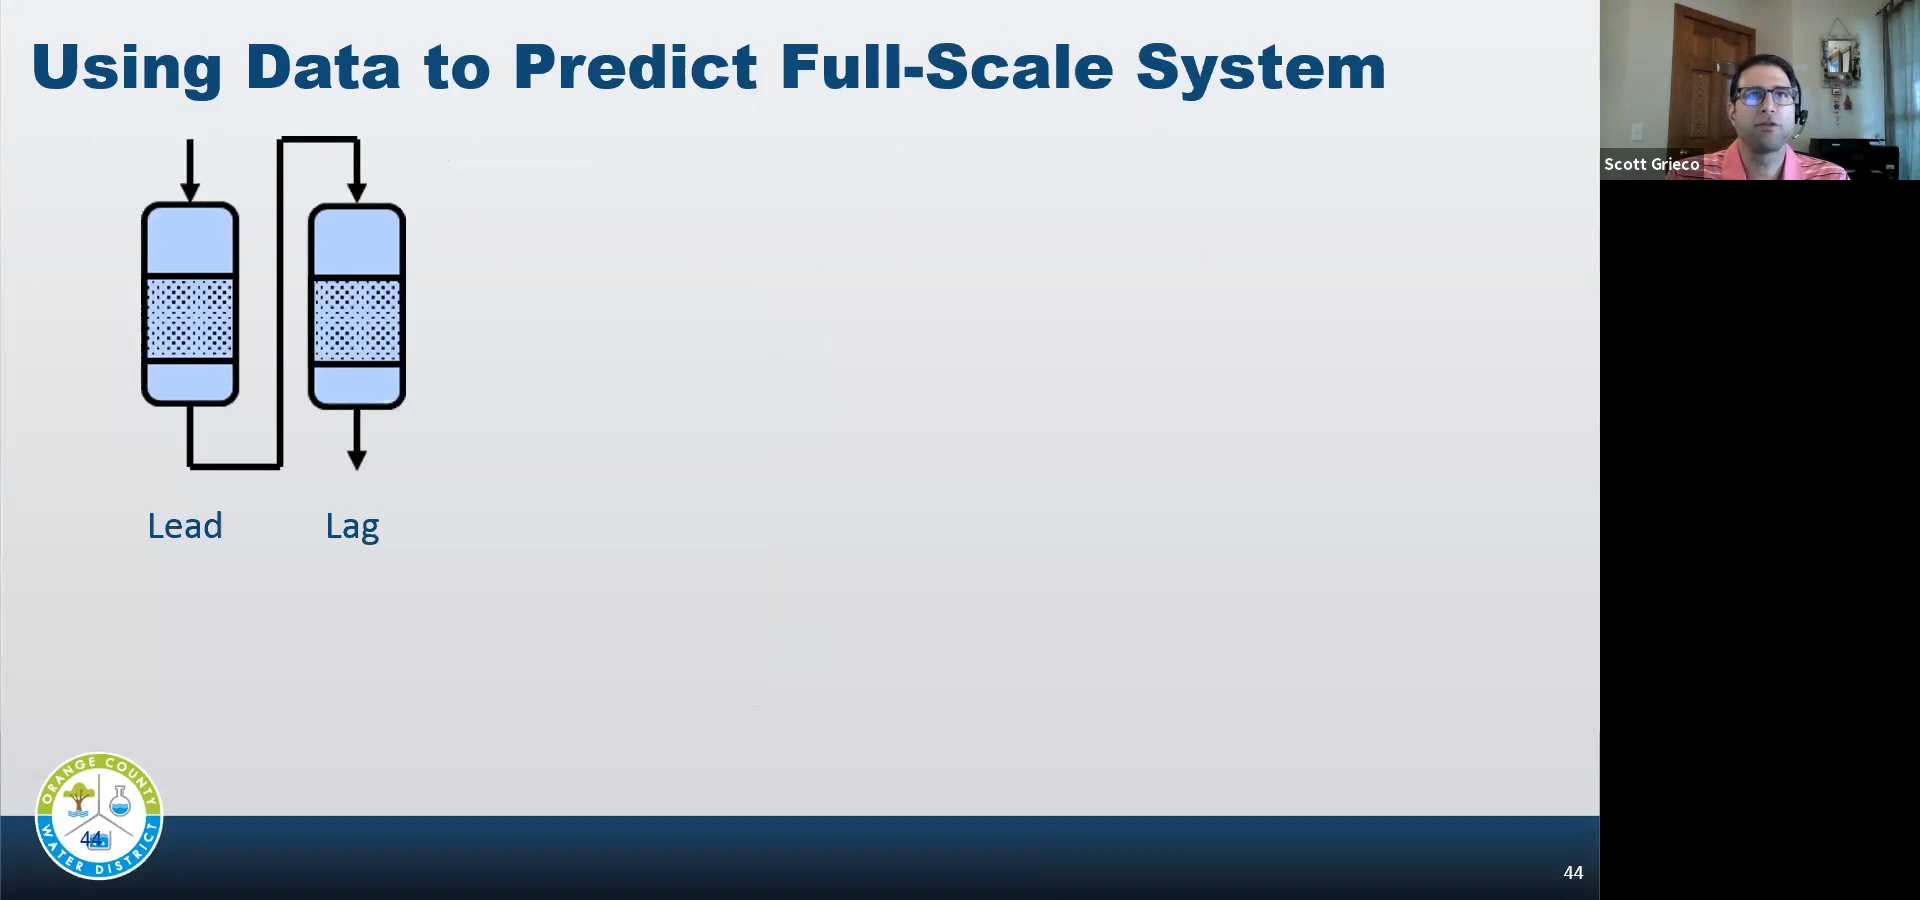 Using Data to Predict Full-Scale System
Scott Grieco
Lead
Lag
ORANGE COUNTY
WATER DISTRICT
44
44